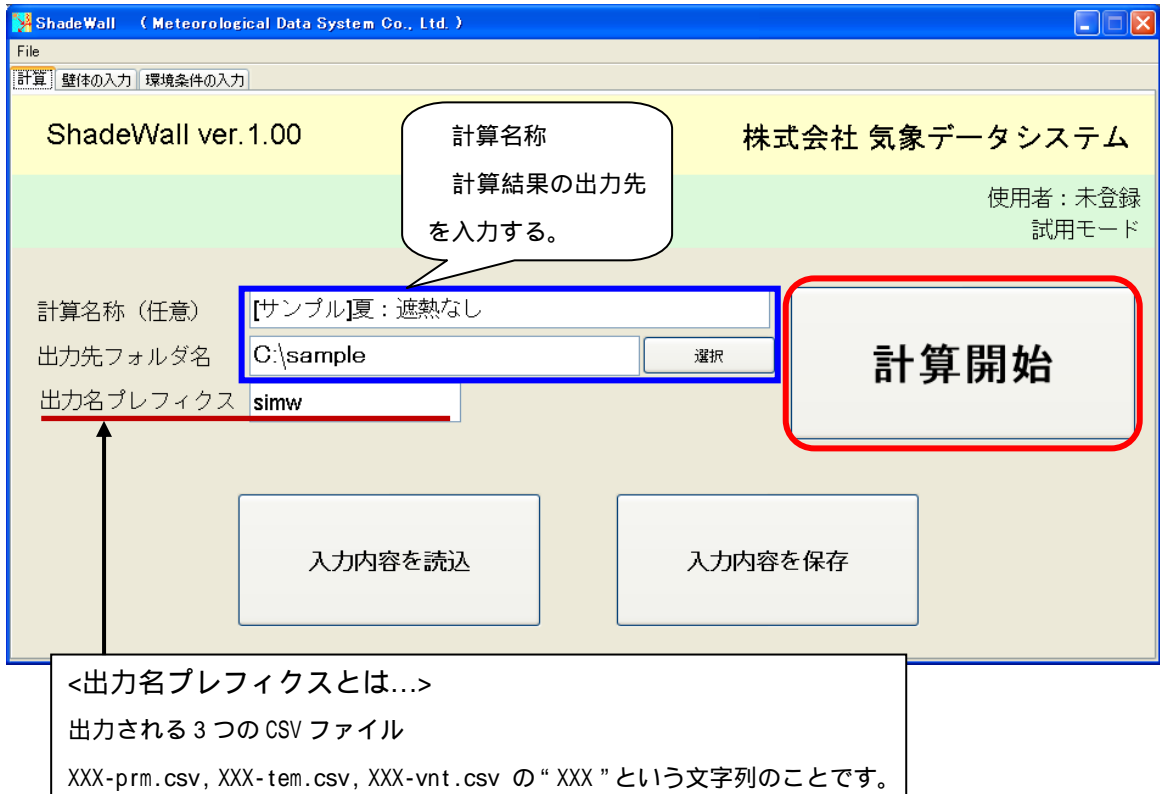 ShadeWall ( Meteorological Data System Co., Ltd. )
File
計算 壁体の入力 環境条件の入力
ShadeWall ver.1.00
株式会社 気象データシステム
計算名称
計算結果の出力先
を入力する。
使用者：未登録
試用モード
計算名称（任意） [サンプル]夏：遮熱なし
出力先フォルダ名 C:\sample 選択
出力名プレフィクス simw
計算開始
入力内容を読込 入力内容を保存
<出力名プレフィクスとは…>
出力される 3 つの CSV ファイル
XXX-prm.csv, XXX-tem.csv, XXX-vnt.csv の “ XXX ” という文字列のことです。